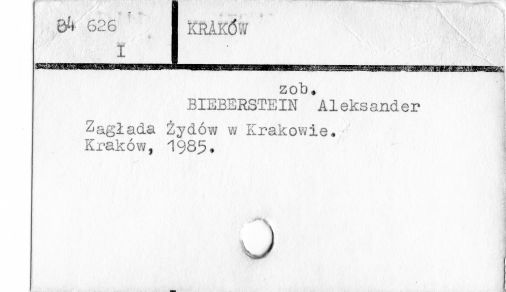 84 626
I
KRAKÓW
zob.
BIEBERSTEIN Aleksander
Zagłada Żydów w Krakowie.
Kraków, 1985.